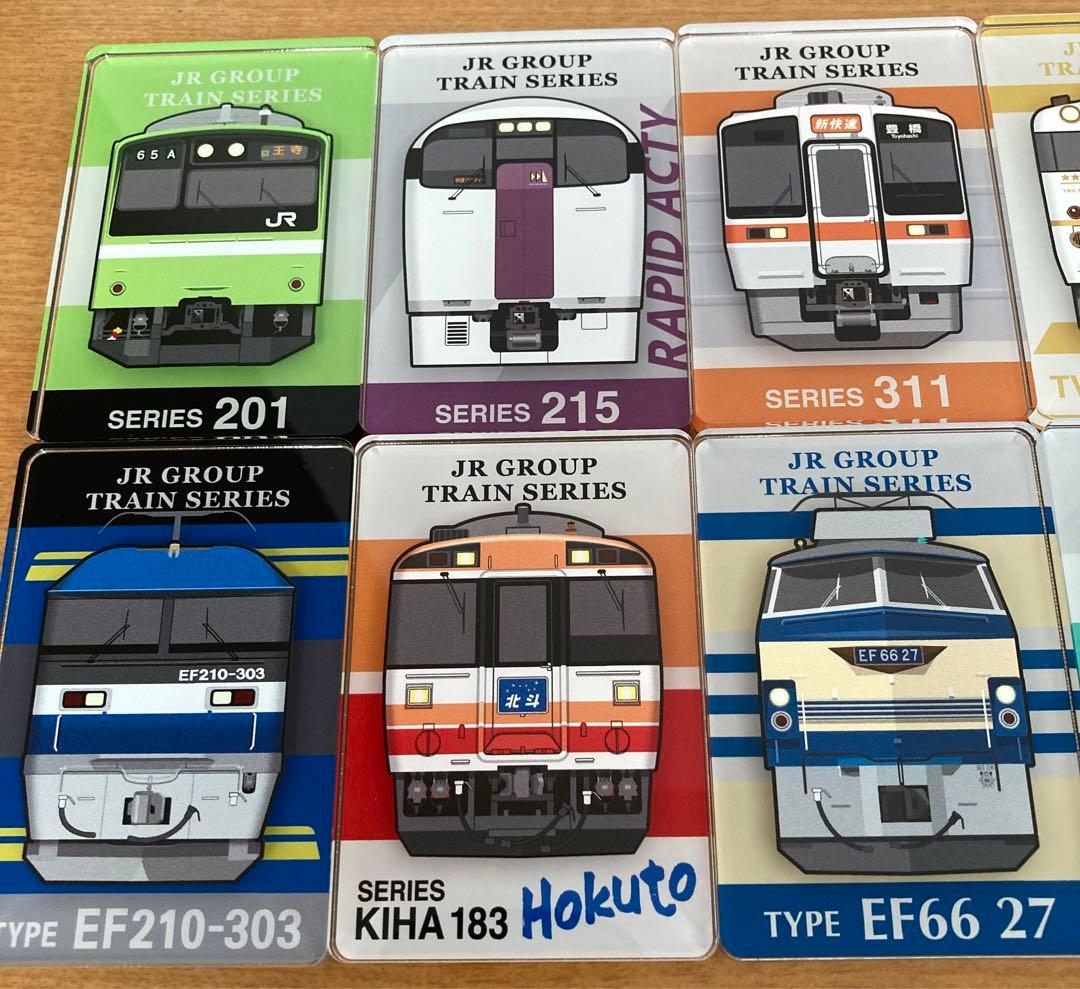 JR GROUP
TRAIN SERIES
65 A
王寺
JR
SERIES 201
JR GROUP
TRAIN SERIES
RAPID ACTY
SERIES 215
JR GROUP
TRAIN SERIES
新快速
豊橋
Toyohashi
SERIES 311
TRAIN SERIES
JR GROUP
TRAIN SERIES
EF210-303
TYPE EF210-303
JR GROUP
TRAIN SERIES
北斗
SERIES
KIHA 183 Hokuto
JR GROUP
TRAIN SERIES
EF66 27
TYPE EF66 27